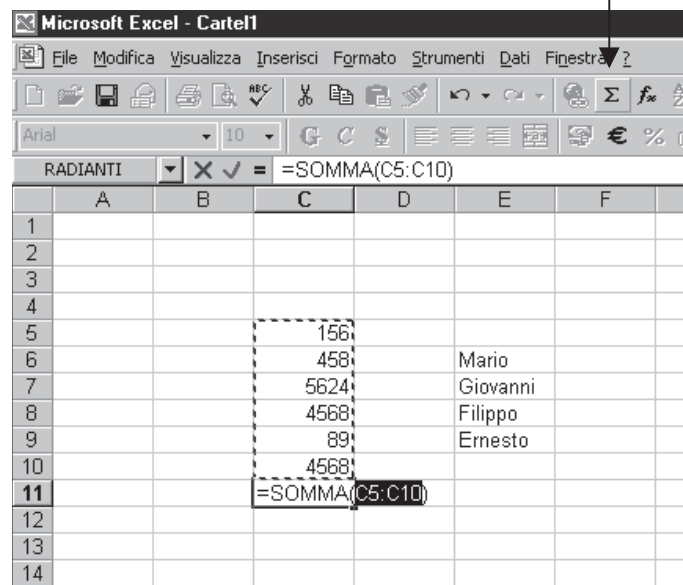 Microsoft Excel - Cartel1
File Modifica Visualizza Inserisci Formato Strumenti Dati Finestra ?
ABC Σ fx
Arial 10 G C S € %
RADIANTI = =SOMMA(C5:C10)
A B C D E F
1
2
3
4
5 156
6 458 Mario
7 5624 Giovanni
8 4568 Filippo
9 89 Ernesto
10 4568
11 =SOMMA(C5:C10)
12
13
14